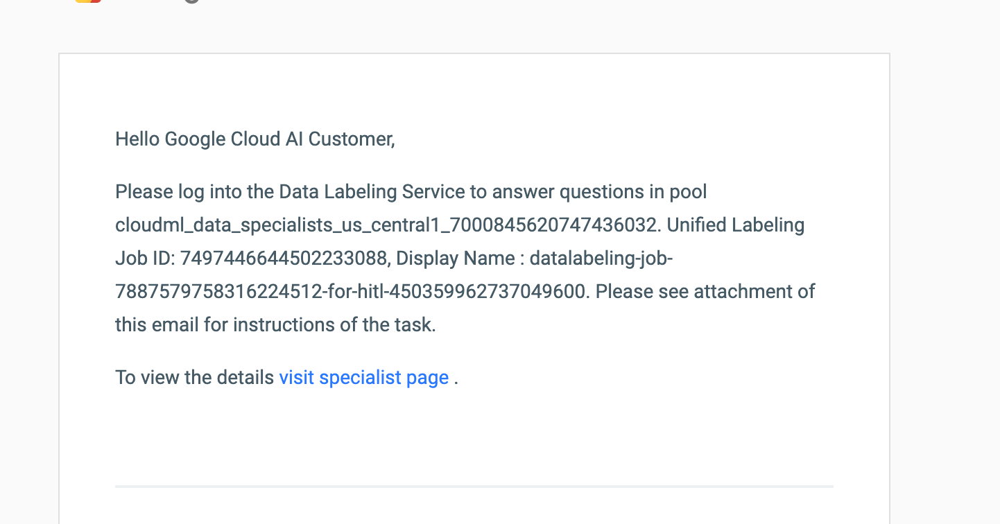 Hello Google Cloud AI Customer,
Please log into the Data Labeling Service to answer questions in pool
cloudml_data_specialists_us_central1_7000845620747436032. Unified Labeling
Job ID: 7497446644502233088, Display Name : datalabeling-job-
7887579758316224512-for-hitl-450359962737049600. Please see attachment of
this email for instructions of the task.
To view the details visit specialist page .